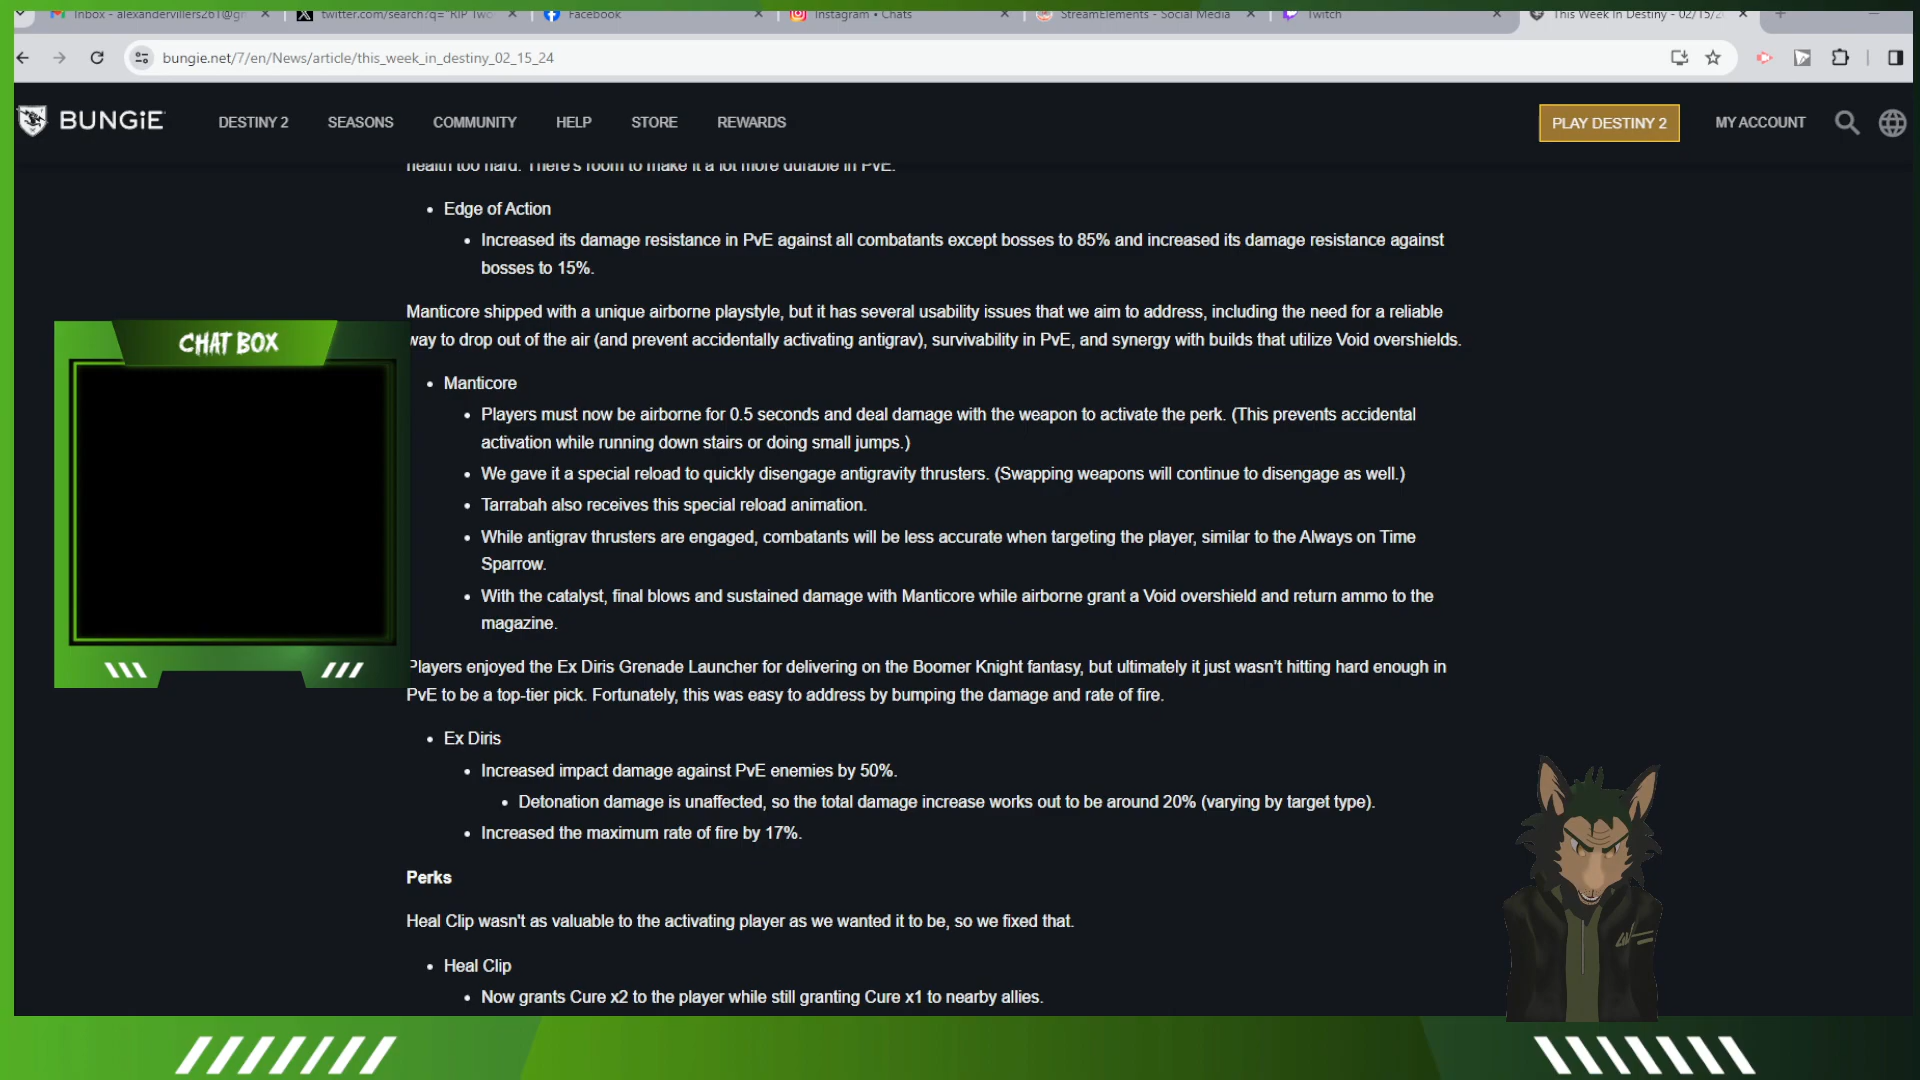 Inbox - alexandervillers261@gm
twitter.com/search?q="RIP Two
Facebook
Instagram • Chats
StreamElements - Social Media
Twitch
This Week In Destiny - 02/15/2
bungie.net/7/en/News/article/this_week_in_destiny_02_15_24
BUNGiE
DESTINY 2
SEASONS
COMMUNITY
HELP
STORE
REWARDS
PLAY DESTINY 2
MY ACCOUNT
health too hard. There's room to make it a lot more durable in PvE.
• Edge of Action
• Increased its damage resistance in PvE against all combatants except bosses to 85% and increased its damage resistance against
bosses to 15%.
Manticore shipped with a unique airborne playstyle, but it has several usability issues that we aim to address, including the need for a reliable
way to drop out of the air (and prevent accidentally activating antigrav), survivability in PvE, and synergy with builds that utilize Void overshields.
CHAT BOX
• Manticore
• Players must now be airborne for 0.5 seconds and deal damage with the weapon to activate the perk. (This prevents accidental
activation while running down stairs or doing small jumps.)
• We gave it a special reload to quickly disengage antigravity thrusters. (Swapping weapons will continue to disengage as well.)
• Tarrabah also receives this special reload animation.
• While antigrav thrusters are engaged, combatants will be less accurate when targeting the player, similar to the Always on Time
Sparrow.
• With the catalyst, final blows and sustained damage with Manticore while airborne grant a Void overshield and return ammo to the
magazine.
Players enjoyed the Ex Diris Grenade Launcher for delivering on the Boomer Knight fantasy, but ultimately it just wasn't hitting hard enough in
PvE to be a top-tier pick. Fortunately, this was easy to address by bumping the damage and rate of fire.
• Ex Diris
• Increased impact damage against PvE enemies by 50%.
• Detonation damage is unaffected, so the total damage increase works out to be around 20% (varying by target type).
• Increased the maximum rate of fire by 17%.
Perks
Heal Clip wasn't as valuable to the activating player as we wanted it to be, so we fixed that.
• Heal Clip
• Now grants Cure x2 to the player while still granting Cure x1 to nearby allies.